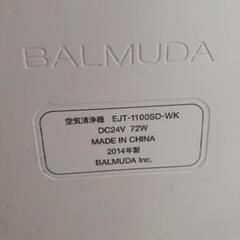 BALMUDA
空気清浄機 EJT-1100SD-WK
DC24V 72W
MADE IN CHINA
2014年製
BALMUDA Inc.